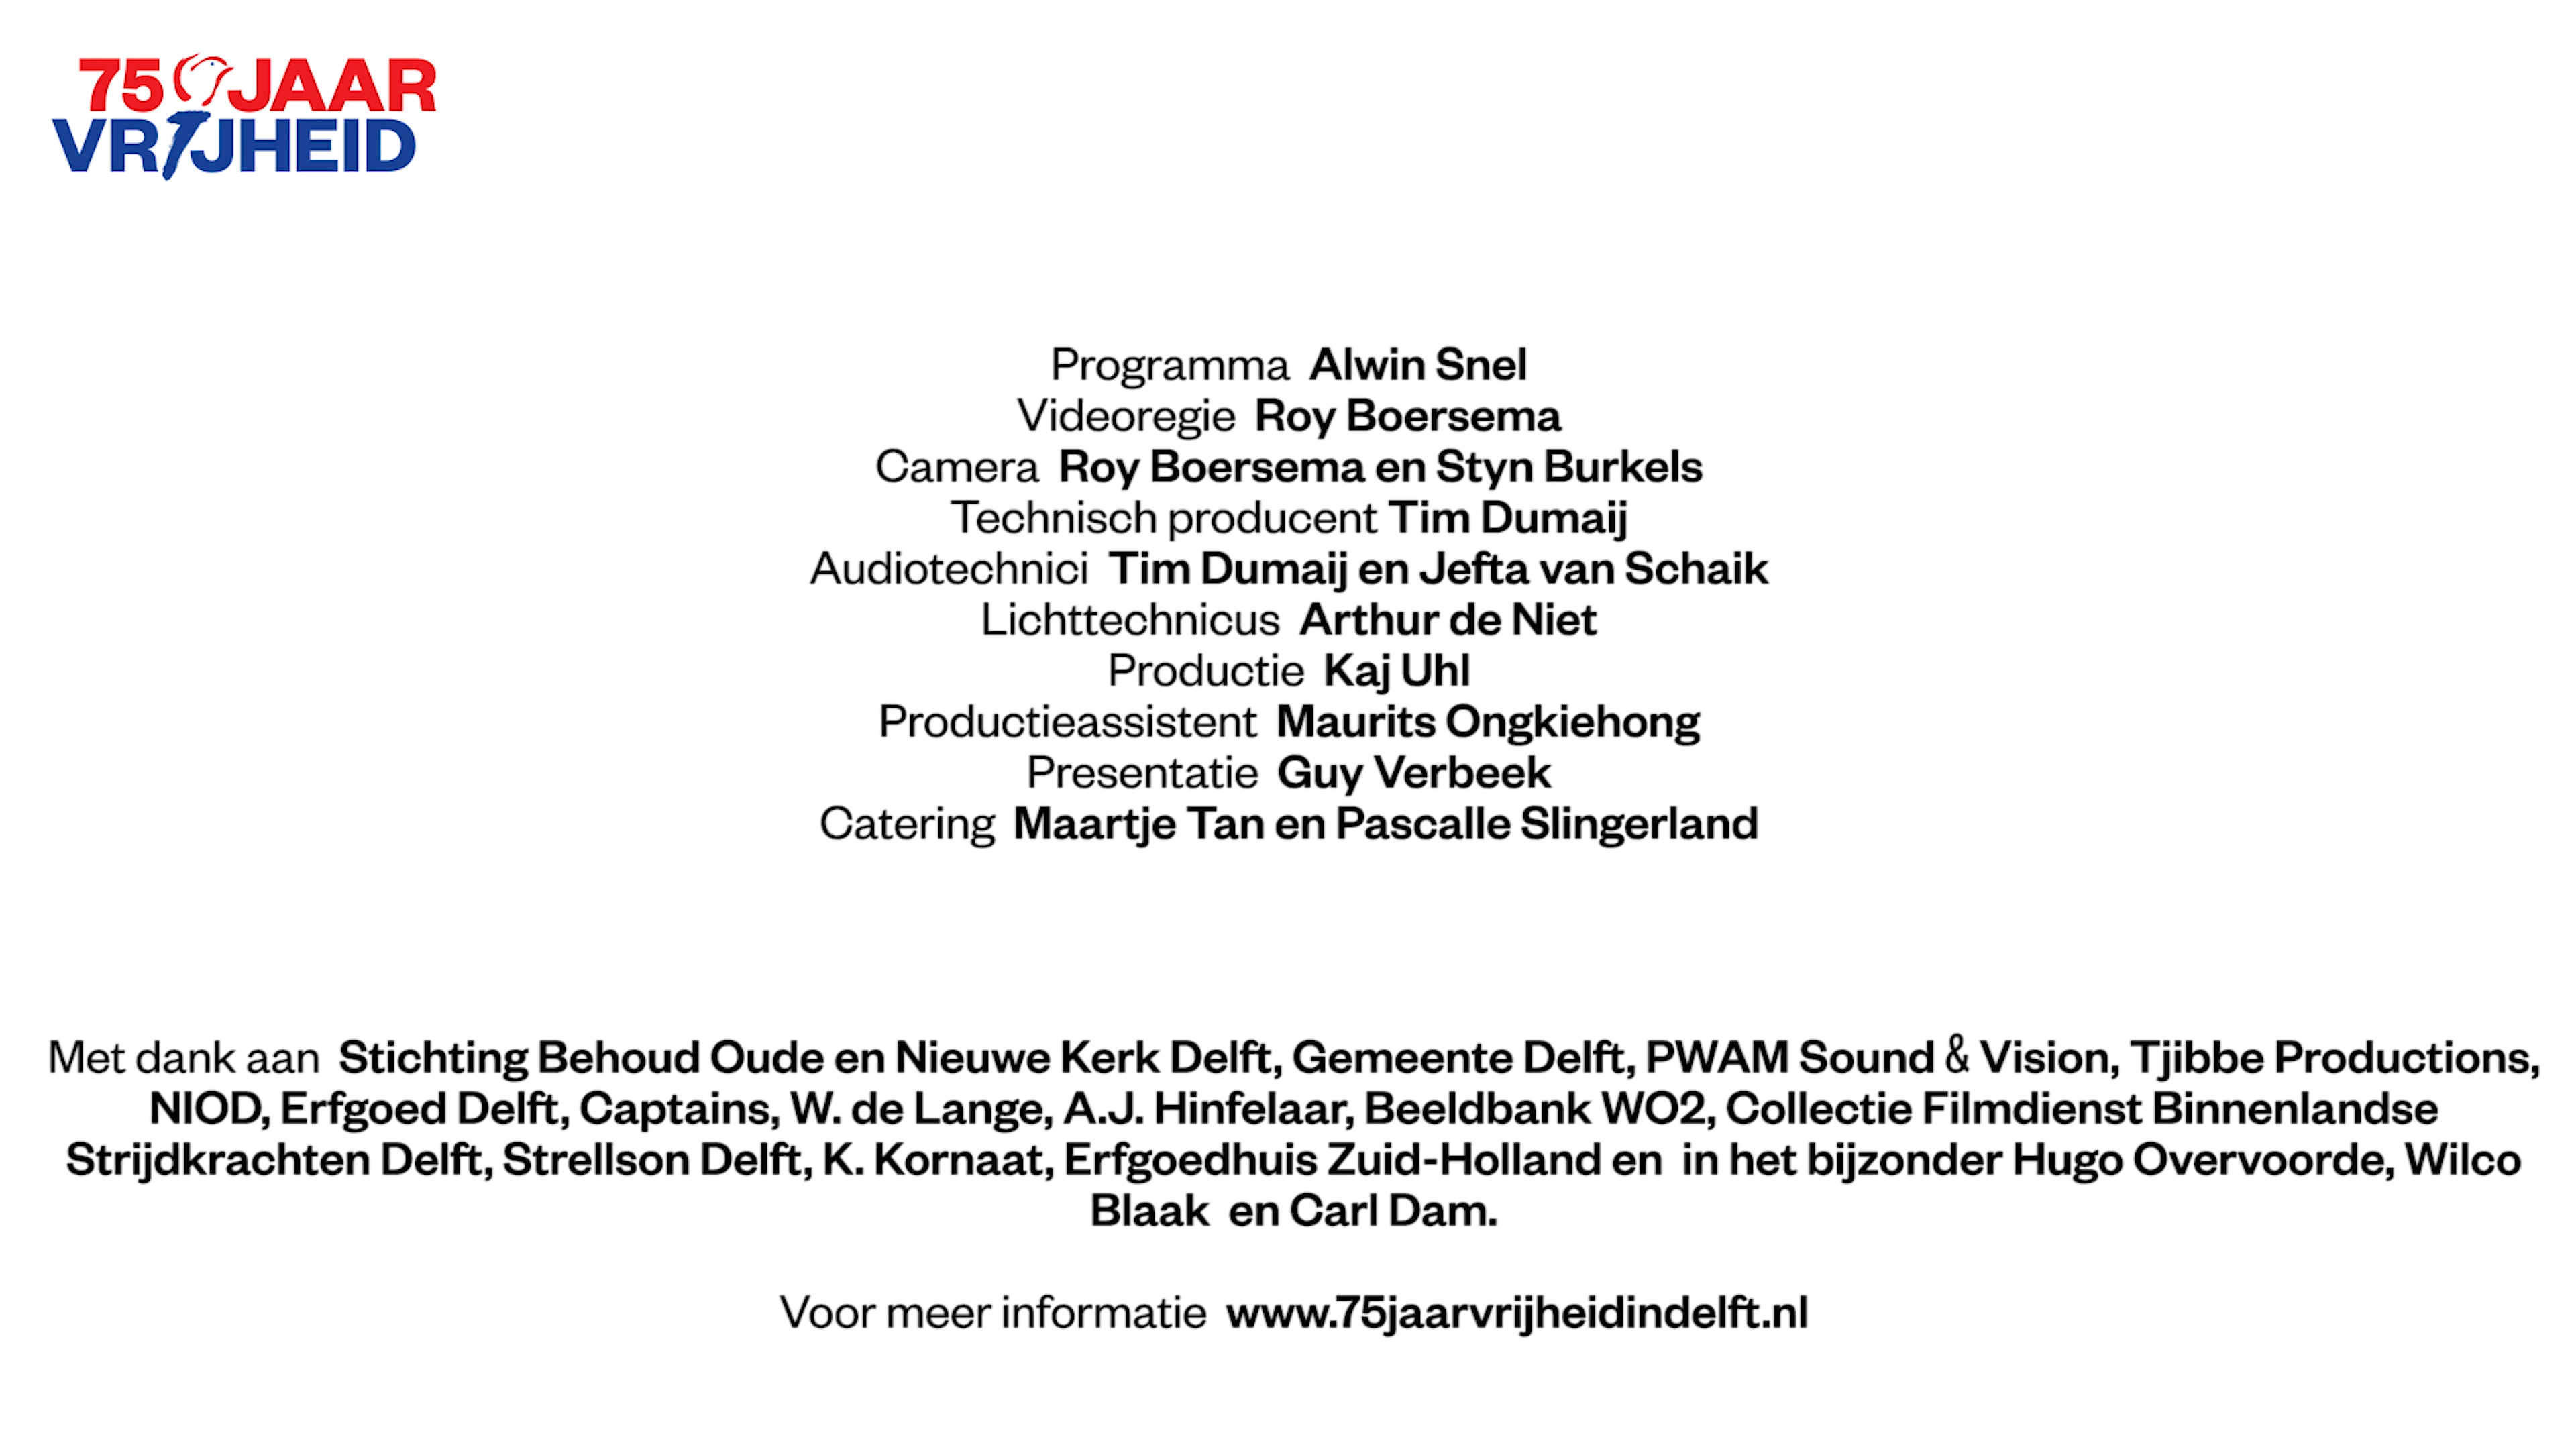 75 JAAR
VRIJHEID
Programma Alwin Snel
Videoregie Roy Boersema
Camera Roy Boersema en Styn Burkels
Technisch producent Tim Dumaij
Audiotechnici Tim Dumaij en Jefta van Schaik
Lichttechnicus Arthur de Niet
Productie Kaj Uhl
Productieassistent Maurits Ongkiehong
Presentatie Guy Verbeek
Catering Maartje Tan en Pascalle Slingerland
Met dank aan Stichting Behoud Oude en Nieuwe Kerk Delft, Gemeente Delft, PWAM Sound & Vision, Tjibbe Productions,
NIOD, Erfgoed Delft, Captains, W. de Lange, A.J. Hinfelaar, Beeldbank WO2, Collectie Filmdienst Binnenlandse
Strijdkrachten Delft, Strellson Delft, K. Kornaat, Erfgoedhuis Zuid-Holland en in het bijzonder Hugo Overvoorde, Wilco
Blaak en Carl Dam.
Voor meer informatie www.75jaarvrijheidindelft.nl